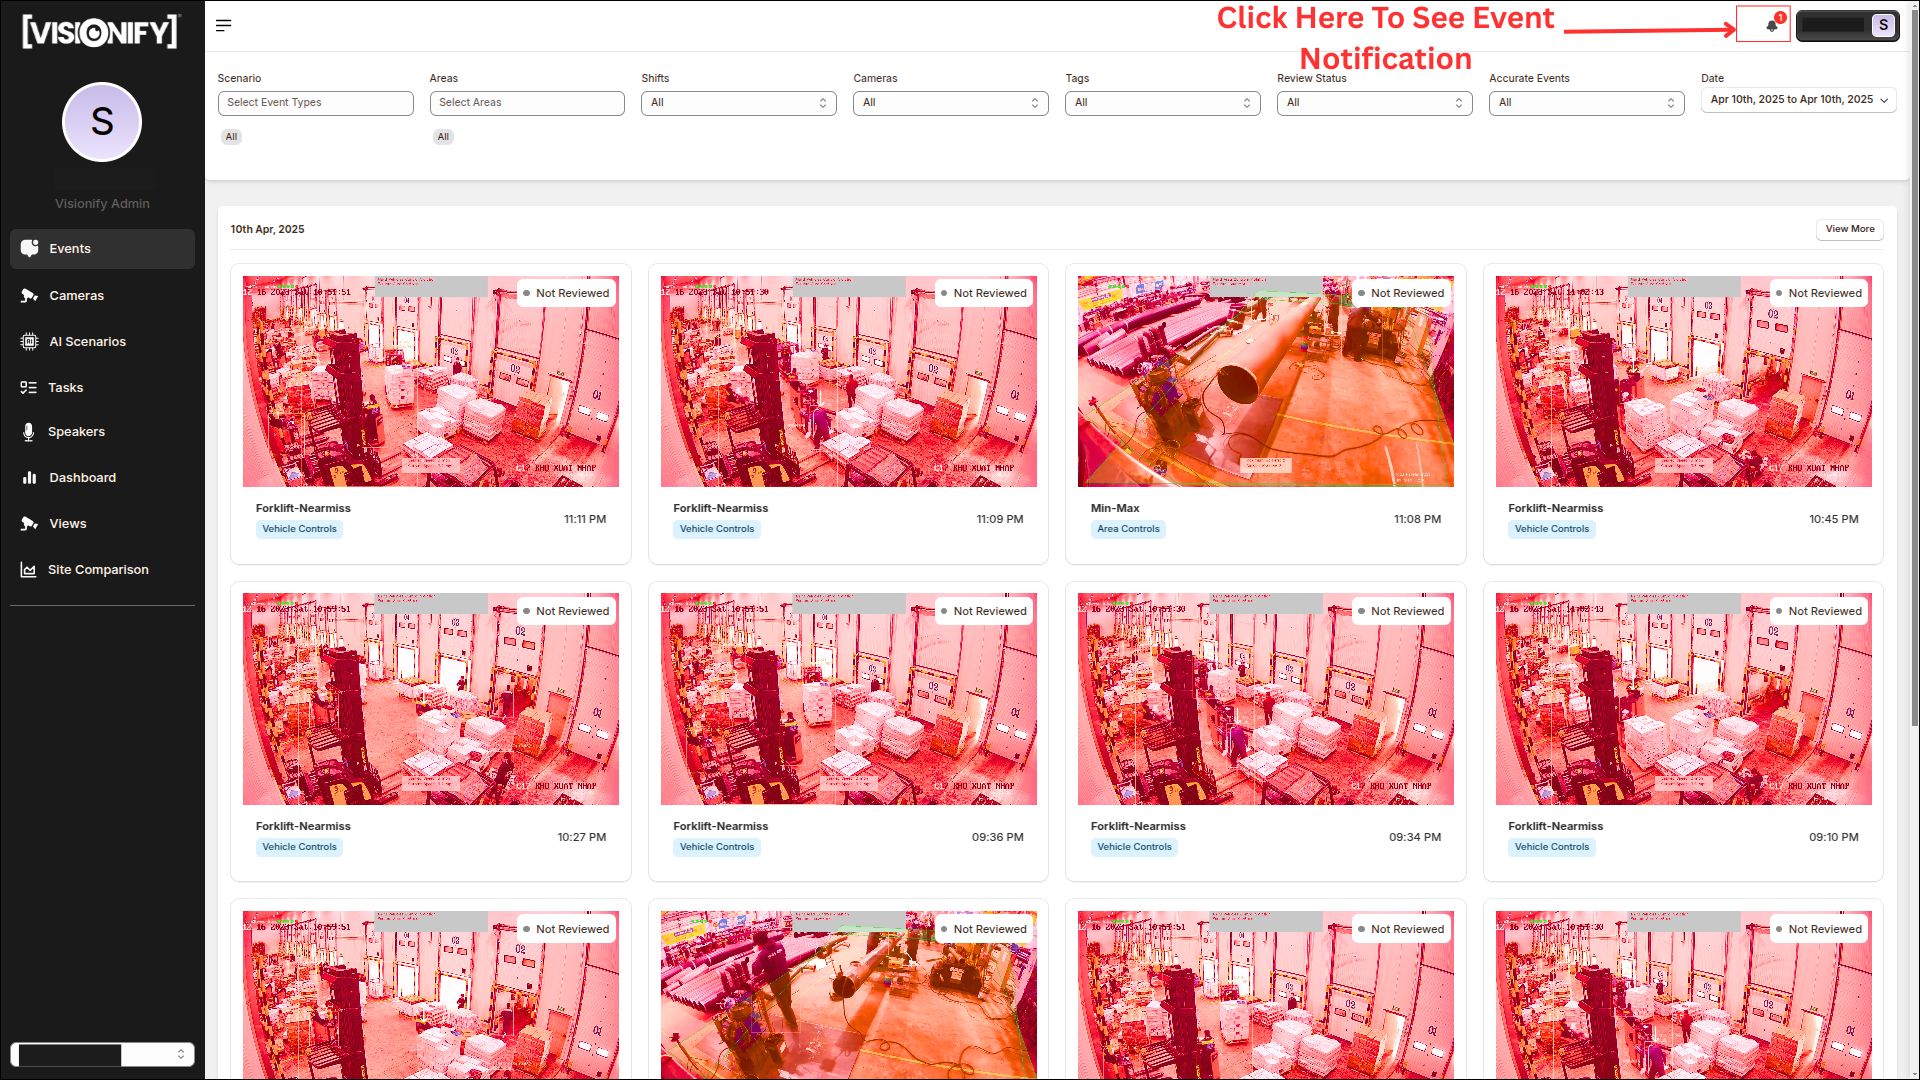 [VISIONIFY]
Click Here To See Event
Notification
1
S
S
Visionify Admin
Events
Cameras
AI Scenarios
Tasks
Speakers
Dashboard
Views
Site Comparison
Scenario
Areas
Shifts
Cameras
Tags
Review Status
Accurate Events
Date
Select Event Types
Select Areas
All
All
All
All
All
Apr 10th, 2025 to Apr 10th, 2025
All
All
10th Apr, 2025
View More
Not Reviewed
Not Reviewed
Not Reviewed
Not Reviewed
Forklift-Nearmiss
Vehicle Controls
11:11 PM
Forklift-Nearmiss
Vehicle Controls
11:09 PM
Min-Max
Area Controls
11:08 PM
Forklift-Nearmiss
Vehicle Controls
10:45 PM
Not Reviewed
Not Reviewed
Not Reviewed
Not Reviewed
Forklift-Nearmiss
Vehicle Controls
10:27 PM
Forklift-Nearmiss
Vehicle Controls
09:36 PM
Forklift-Nearmiss
Vehicle Controls
09:34 PM
Forklift-Nearmiss
Vehicle Controls
09:10 PM
Not Reviewed
Not Reviewed
Not Reviewed
Not Reviewed